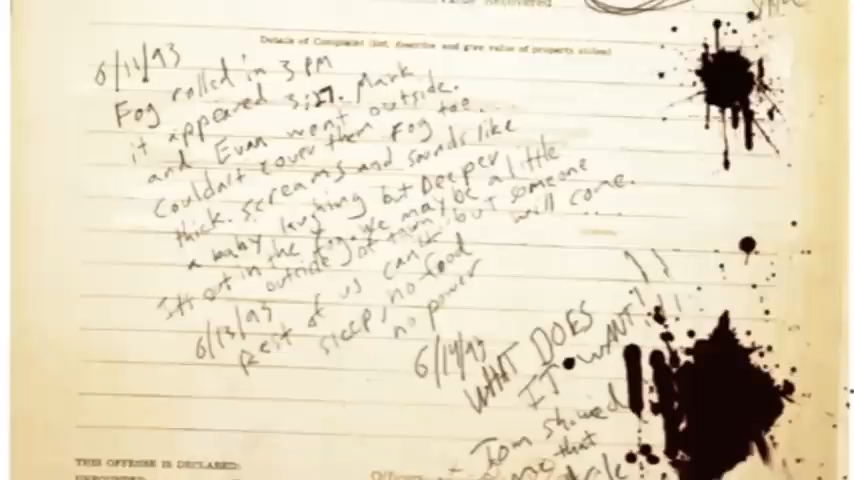 Value Recovered
Details of Complaint (list, describe and give value of property stolen)
6/11/93
Fog rolled in 3 PM
it appeared 3:27. Mark
and Evan went outside.
Couldn't cover them Fog too
thick. screams and sounds like
a baby laughing but Deeper
out in the fog. We may be a little
outside of town, but someone
will come.....
6/13/93
Rest of us can't
sleep, no food
no power
6/14/93
WHAT DOES
IT WANT!!!!
Tom showed
me that
THIS OFFENSE IS DECLARED:
UNFOUNDED
Officers